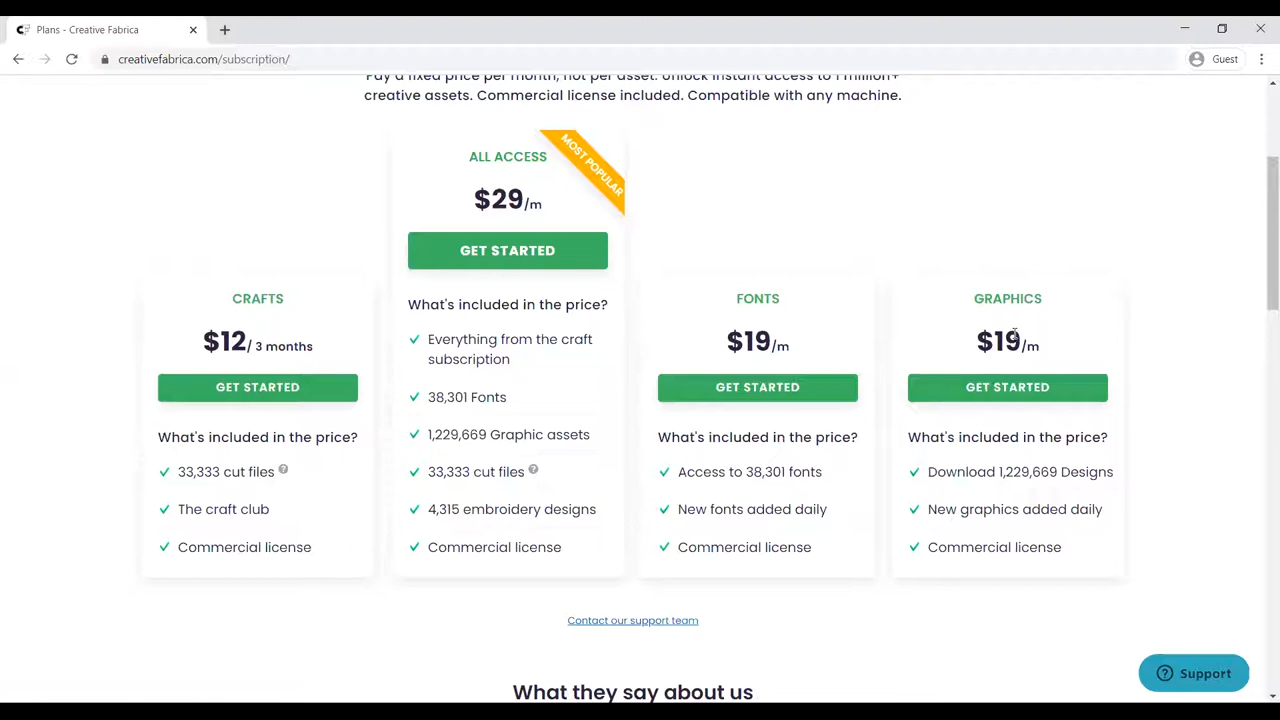 Plans - Creative Fabrica
creativefabrica.com/subscription/
Guest
Pay a fixed price per month, not per asset. Unlock instant access to 1 million+
creative assets. Commercial license included. Compatible with any machine.
MOST POPULAR
ALL ACCESS
$29/m
GET STARTED
What's included in the price?
Everything from the craft
subscription
38,301 Fonts
1,229,669 Graphic assets
33,333 cut files
4,315 embroidery designs
Commercial license
CRAFTS
$12/ 3 months
GET STARTED
What's included in the price?
33,333 cut files
The craft club
Commercial license
FONTS
$19/m
GET STARTED
What's included in the price?
Access to 38,301 fonts
New fonts added daily
Commercial license
GRAPHICS
$19/m
GET STARTED
What's included in the price?
Download 1,229,669 Designs
New graphics added daily
Commercial license
Contact our support team
Support
What they say about us